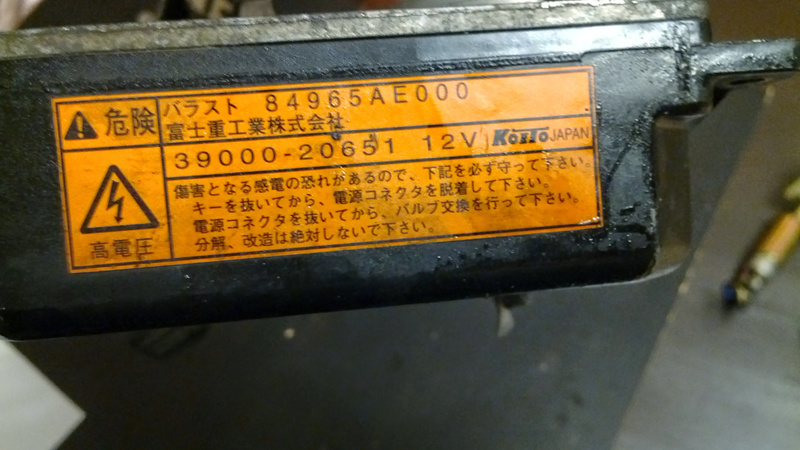 危険
バラスト 84965AE000
富士重工業株式会社
39000-20651 12V KOITO JAPAN
高電圧
傷害となる感電の恐れがあるので、下記を必ず守って下さい。
キーを抜いてから、電源コネクタを脱着して下さい。
電源コネクタを抜いてから、バルブ交換を行って下さい。
分解、改造は絶対しないで下さい。